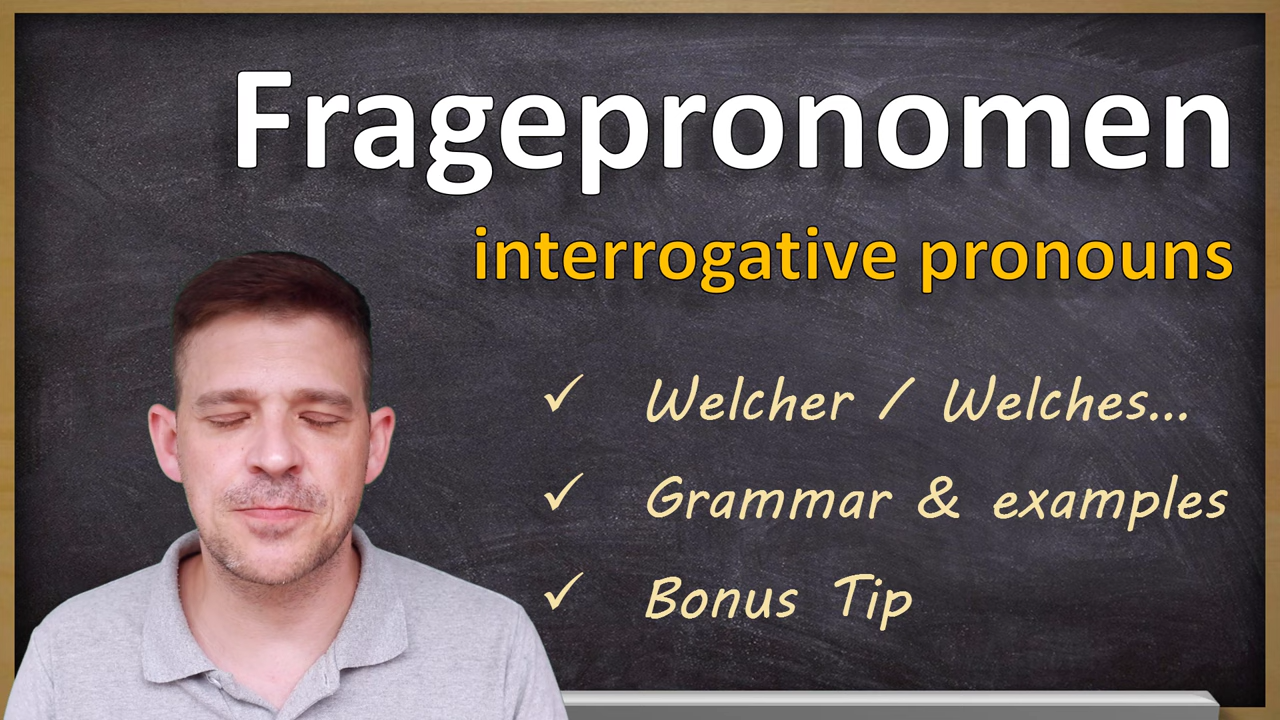 Fragepronomen
interrogative pronouns
✓ Welcher / Welches...
✓ Grammar & examples
✓ Bonus Tip